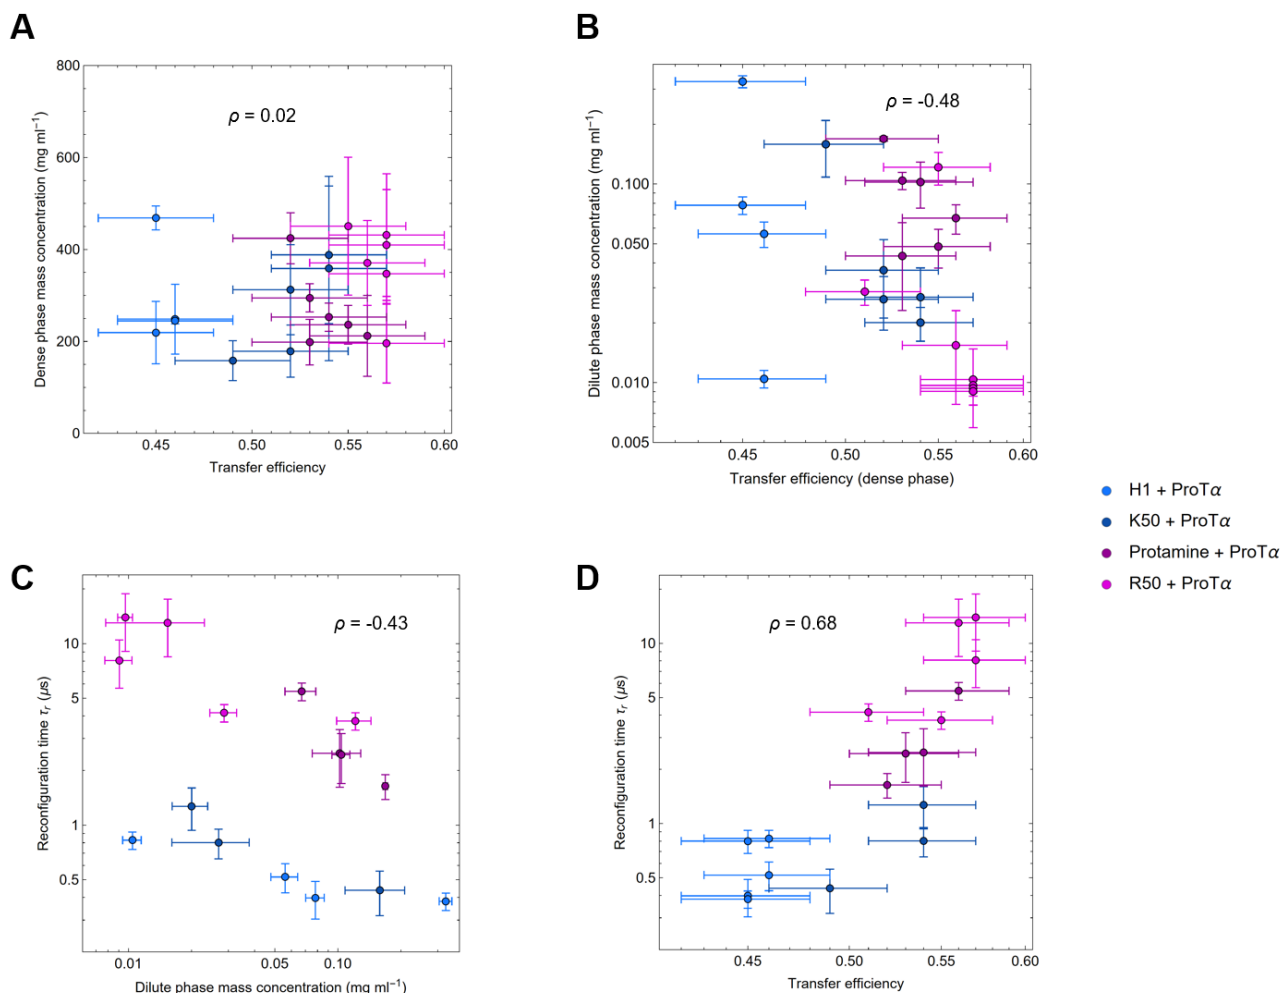 A
ρ = 0.02
800
600
400
200
0
0.45
0.50
0.55
0.60
Transfer efficiency
Dense phase mass concentration (mg ml⁻¹)
B
ρ = -0.48
0.100
0.050
0.010
0.005
0.45
0.50
0.55
0.60
Transfer efficiency (dense phase)
Dilute phase mass concentration (mg ml⁻¹)
H1 + ProTα
K50 + ProTα
Protamine + ProTα
R50 + ProTα
C
ρ = -0.43
10
5
1
0.5
0.01
0.05
0.10
Dilute phase mass concentration (mg ml⁻¹)
Reconfiguration time τr (µs)
D
ρ = 0.68
10
5
1
0.5
0.45
0.50
0.55
0.60
Transfer efficiency
Reconfiguration time τr (µs)